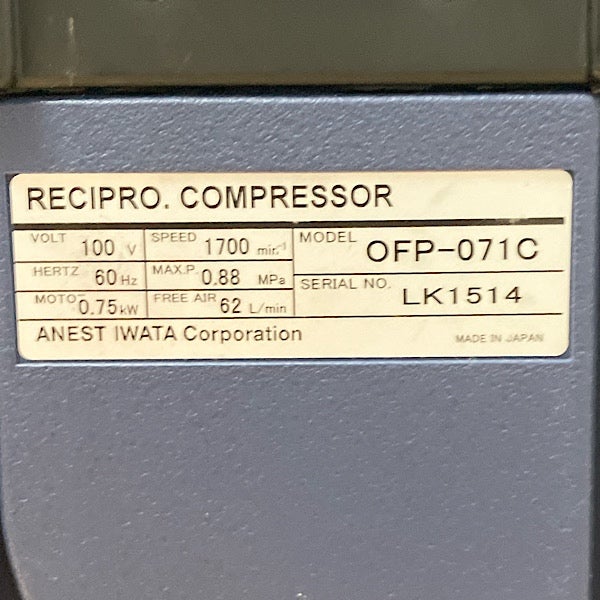 RECIPRO. COMPRESSOR
VOLT 100 V SPEED 1700 min⁻¹ MODEL OFP-071C
HERTZ 60 Hz MAX.P. 0.88 MPa SERIAL NO. LK1514
MOTOR 0.75 kW FREE AIR 62 L/min
ANEST IWATA Corporation MADE IN JAPAN